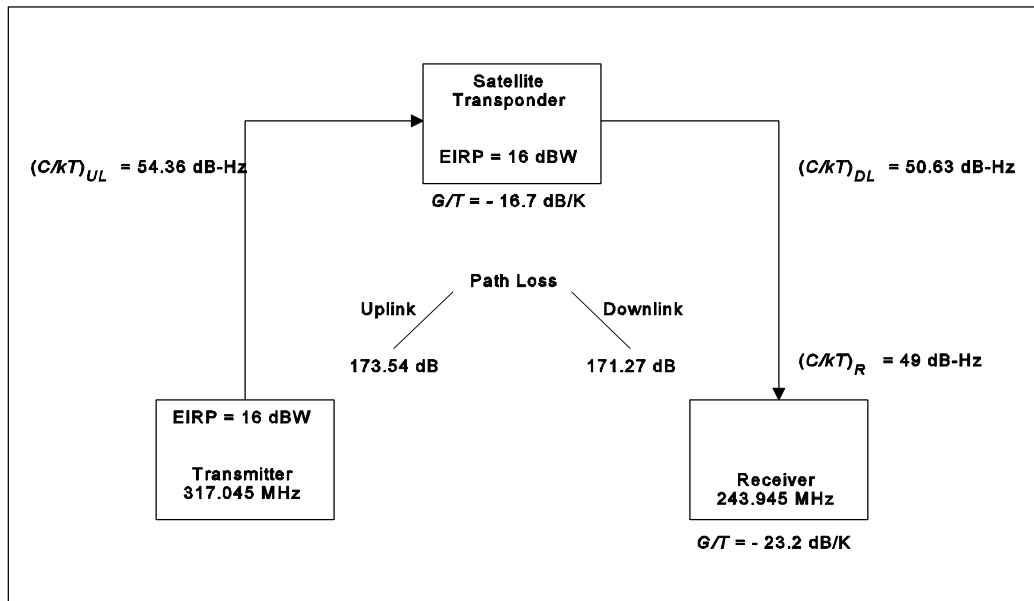 Satellite
Transponder
EIRP = 16 dBW
G/T = - 16.7 dB/K
(C/kT)UL = 54.36 dB-Hz
(C/kT)DL = 50.63 dB-Hz
Path Loss
Uplink
Downlink
173.54 dB
171.27 dB
(C/kT)R = 49 dB-Hz
EIRP = 16 dBW
Transmitter
317.045 MHz
Receiver
243.945 MHz
G/T = - 23.2 dB/K